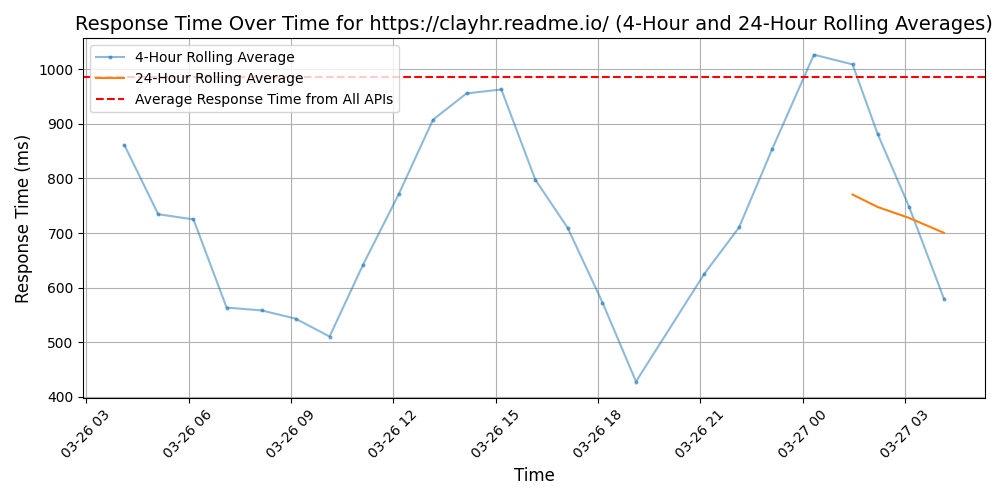 Response Time Over Time for https://clayhr.readme.io/ (4-Hour and 24-Hour Rolling Averages)
4-Hour Rolling Average
24-Hour Rolling Average
Average Response Time from All APIs
Response Time (ms)
1000
900
800
700
600
500
400
03-26 03
03-26 06
03-26 09
03-26 12
03-26 15
03-26 18
03-26 21
03-27 00
03-27 03
Time